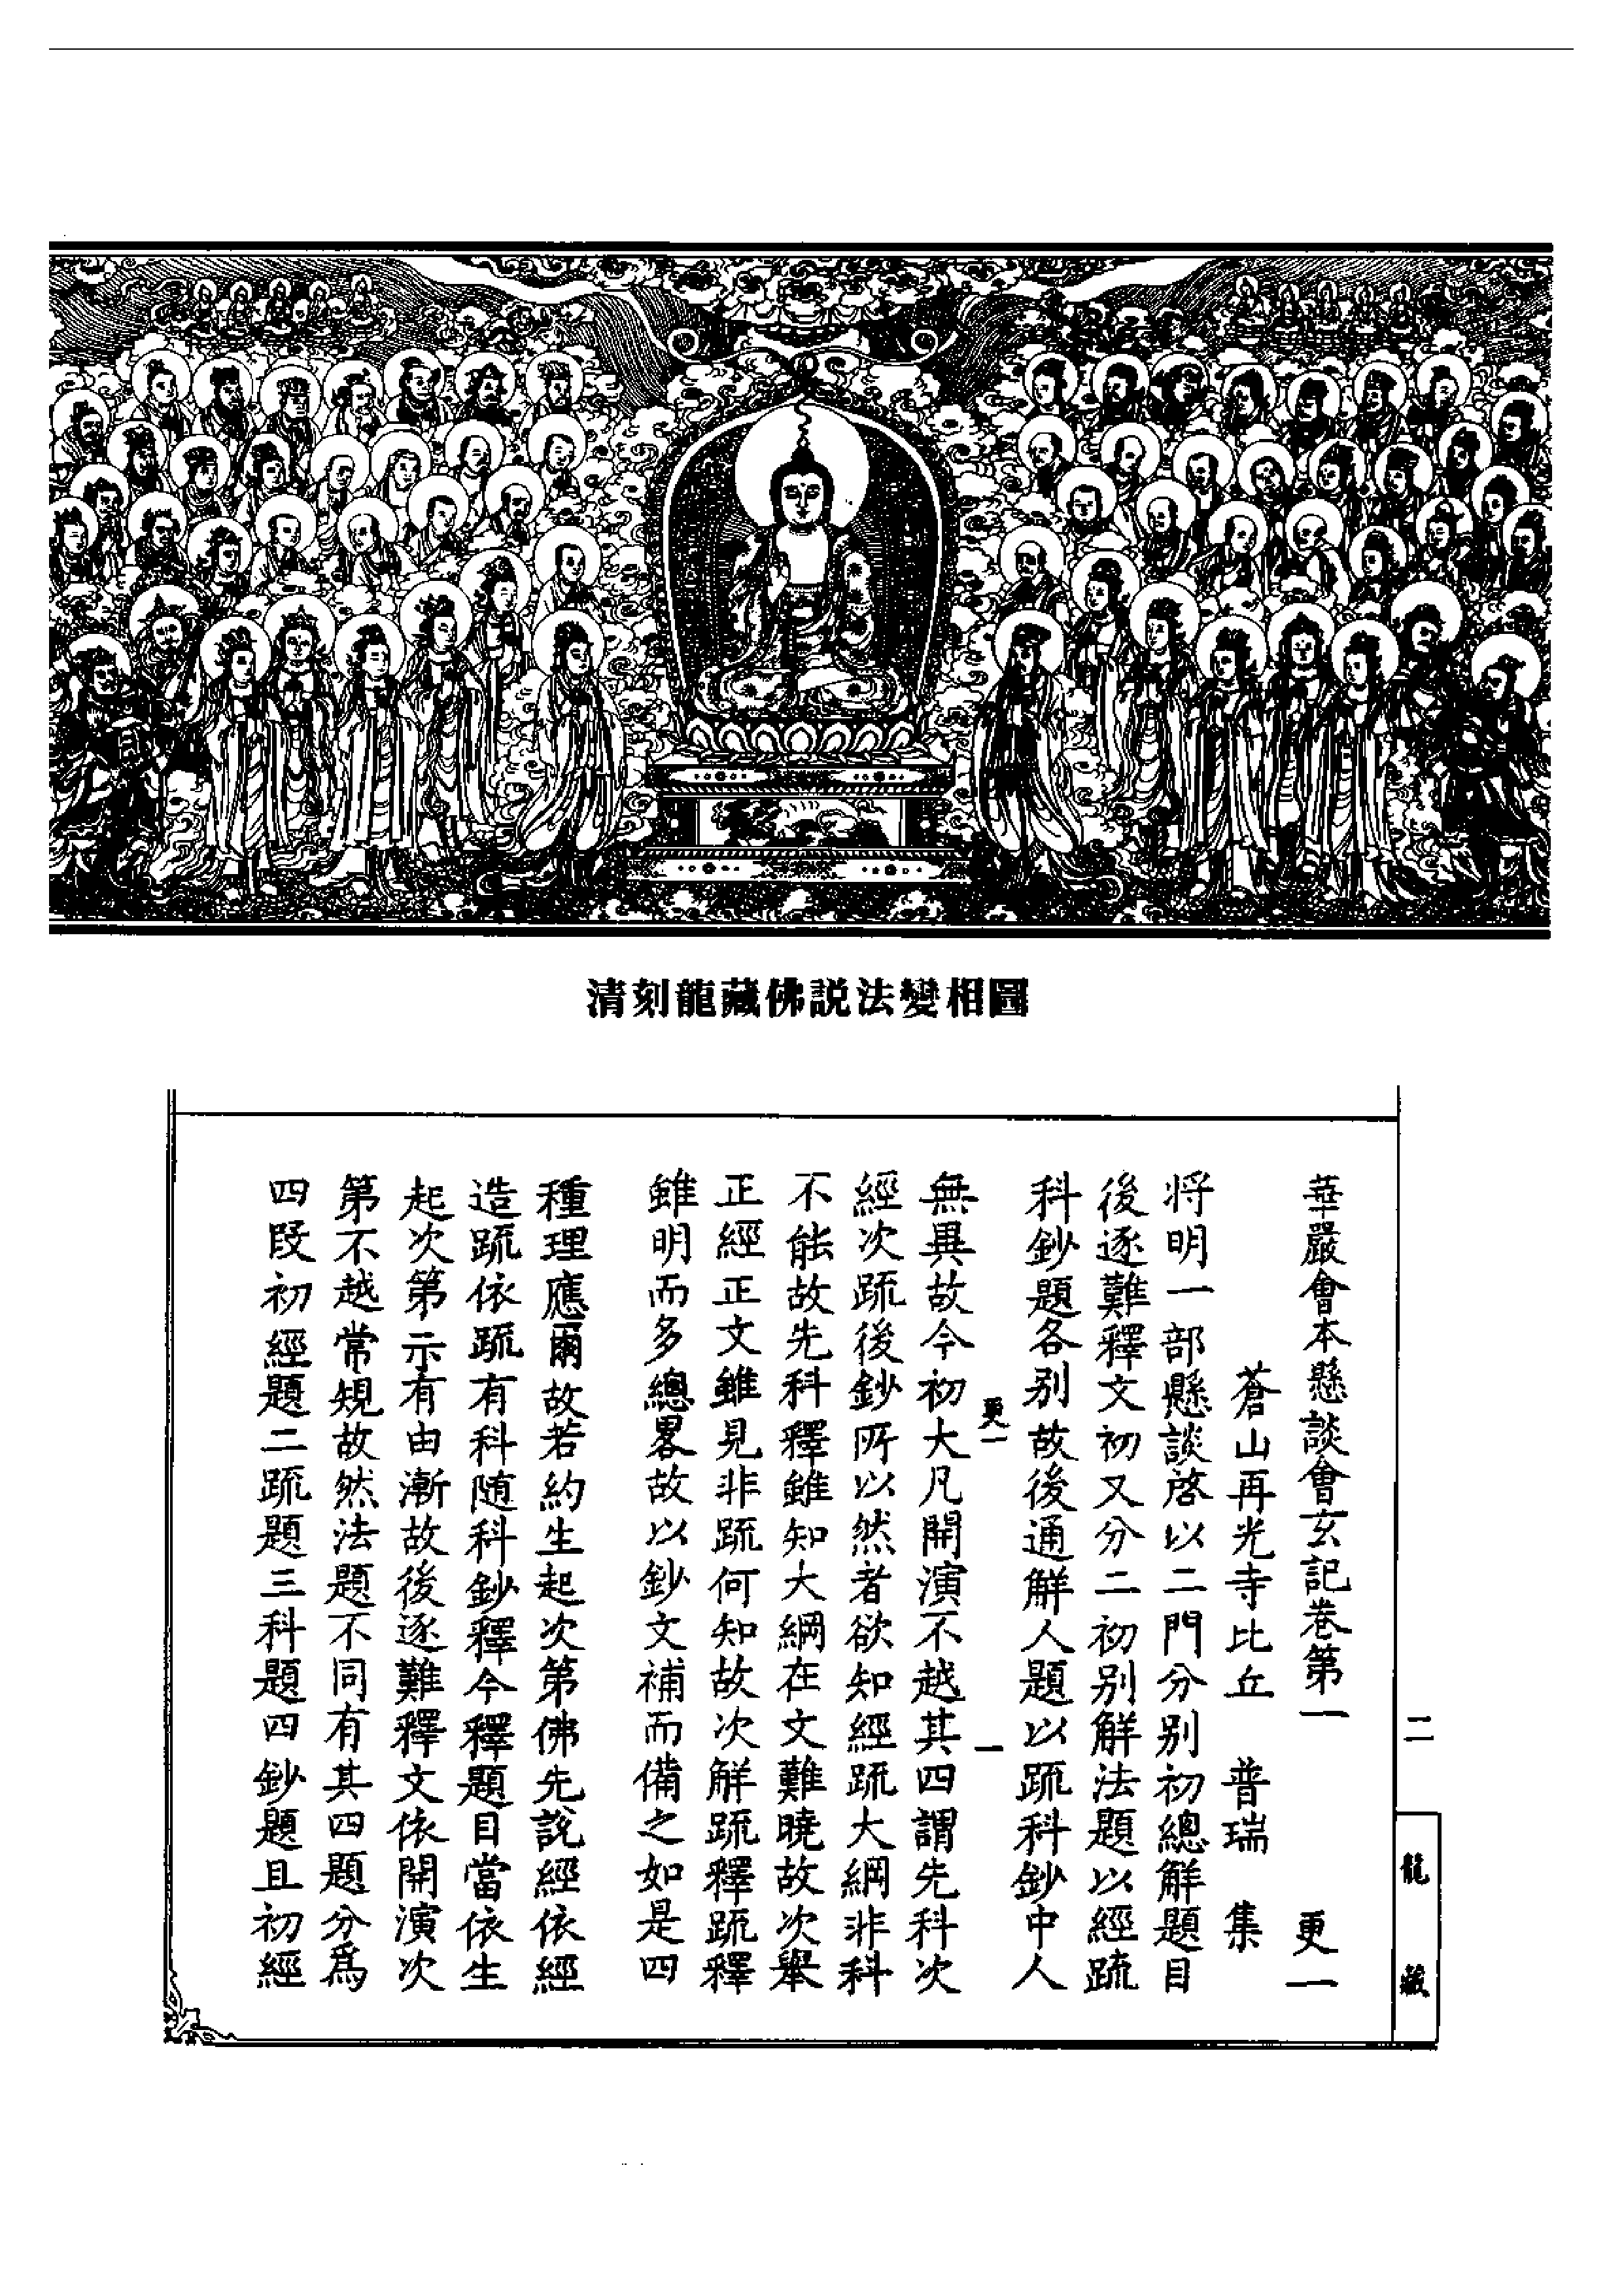 清刻龍藏佛説法變相圖
二
龍藏
華嚴會本懸談會玄記卷第一 更一
蒼山再光寺比丘 普瑞 集
将明一部懸談啓以二門分別初總解題目
後逐難釋文初又分二初別解法題以經疏
科鈔題各別故後通解人題以疏科鈔中人
更一 一
無異故今初大凡開演不越其四謂先科次
經次疏後鈔所以然者欲知經疏大綱非科
不能故先科釋雖知大綱在文難曉故次舉
正經正文雖見非疏何知故次解疏釋疏釋
雖明而多總畧故以鈔文補而備之如是四
種理應爾故若約生起次第佛先說經依經
造疏依疏有科随科鈔釋今釋題目當依生
起次第示有由漸故後逐難釋文依開演次
第不越常規故然法題不同有其四題分爲
四段初經題二疏題三科題四鈔題且初經